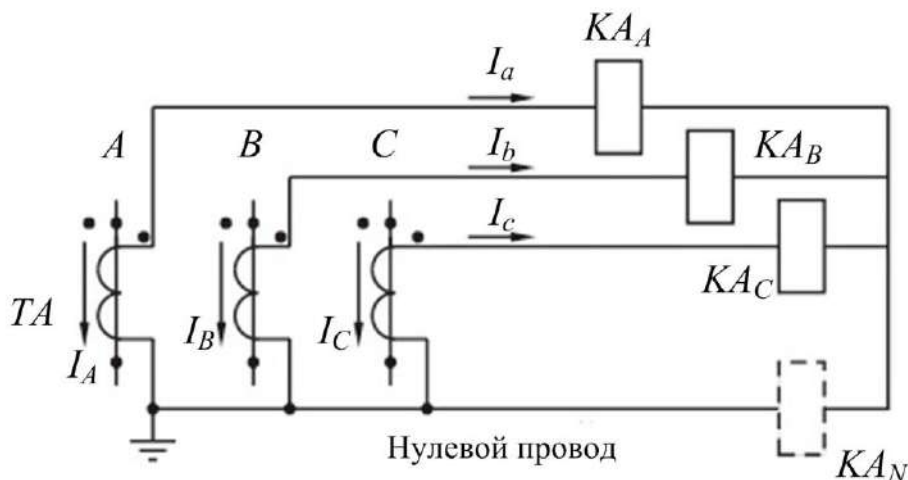 KA_A
I_a
A B C I_b KA_B
I_c
KA_C
TA I_A I_B I_C
Нулевой провод
KA_N